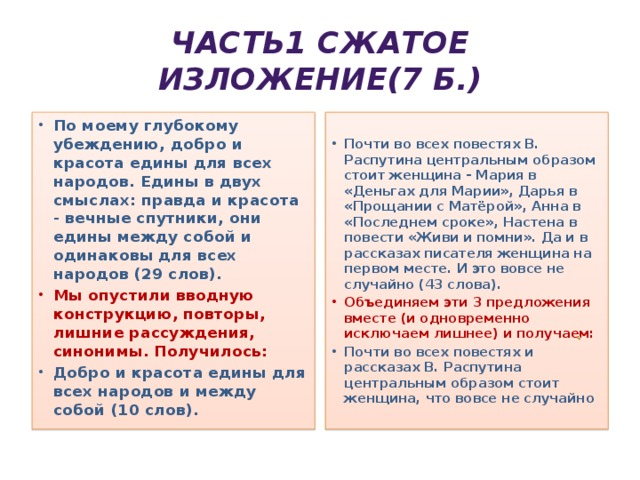 ЧАСТЬ1 СЖАТОЕ
ИЗЛОЖЕНИЕ(7 Б.)
• По моему глубокому
убеждению, добро и
красота едины для всех
народов. Едины в двух
смыслах: правда и красота
- вечные спутники, они
едины между собой и
одинаковы для всех
народов (29 слов).
• Мы опустили вводную
конструкцию, повторы,
лишние рассуждения,
синонимы. Получилось:
• Добро и красота едины для
всех народов и между
собой (10 слов).
• Почти во всех повестях В.
Распутина центральным образом
стоит женщина - Мария в
«Деньгах для Марии», Дарья в
«Прощании с Матёрой», Анна в
«Последнем сроке», Настена в
повести «Живи и помни». Да и в
рассказах писателя женщина на
первом месте. И это вовсе не
случайно (43 слова).
• Объединяем эти 3 предложения
вместе (и одновременно
исключаем лишнее) и получаем:
• Почти во всех повестях и
рассказах В. Распутина
центральным образом стоит
женщина, что вовсе не случайно